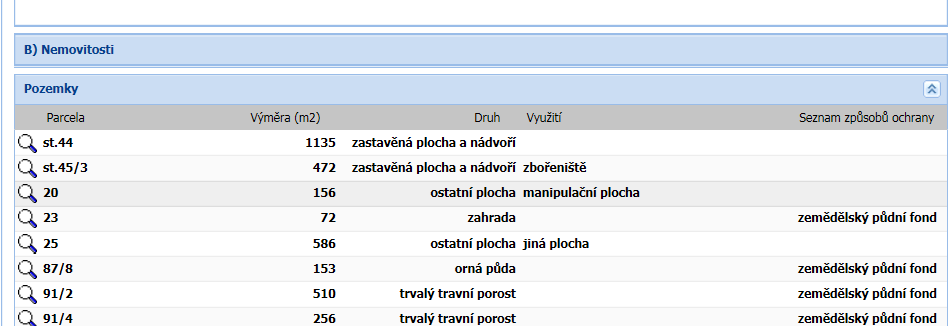 B) Nemovitosti
Pozemky
Parcela Výměra (m2) Druh Využití Seznam způsobů ochrany
st.44 1135 zastavěná plocha a nádvoří
st.45/3 472 zastavěná plocha a nádvoří zbořeniště
20 156 ostatní plocha manipulační plocha
23 72 zahrada zemědělský půdní fond
25 586 ostatní plocha jiná plocha
87/8 153 orná půda zemědělský půdní fond
91/2 510 trvalý travní porost zemědělský půdní fond
91/4 256 trvalý travní porost zemědělský půdní fond